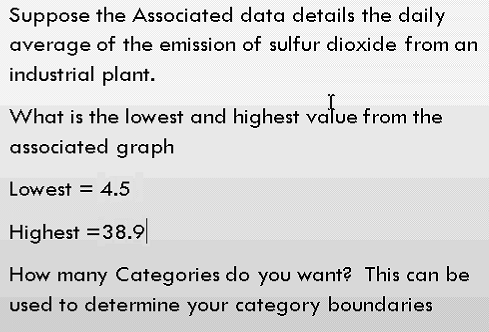 Suppose the Associated data details the daily
average of the emission of sulfur dioxide from an
industrial plant.
What is the lowest and highest value from the
associated graph
Lowest = 4.5
Highest =38.9
How many Categories do you want? This can be
used to determine your category boundaries